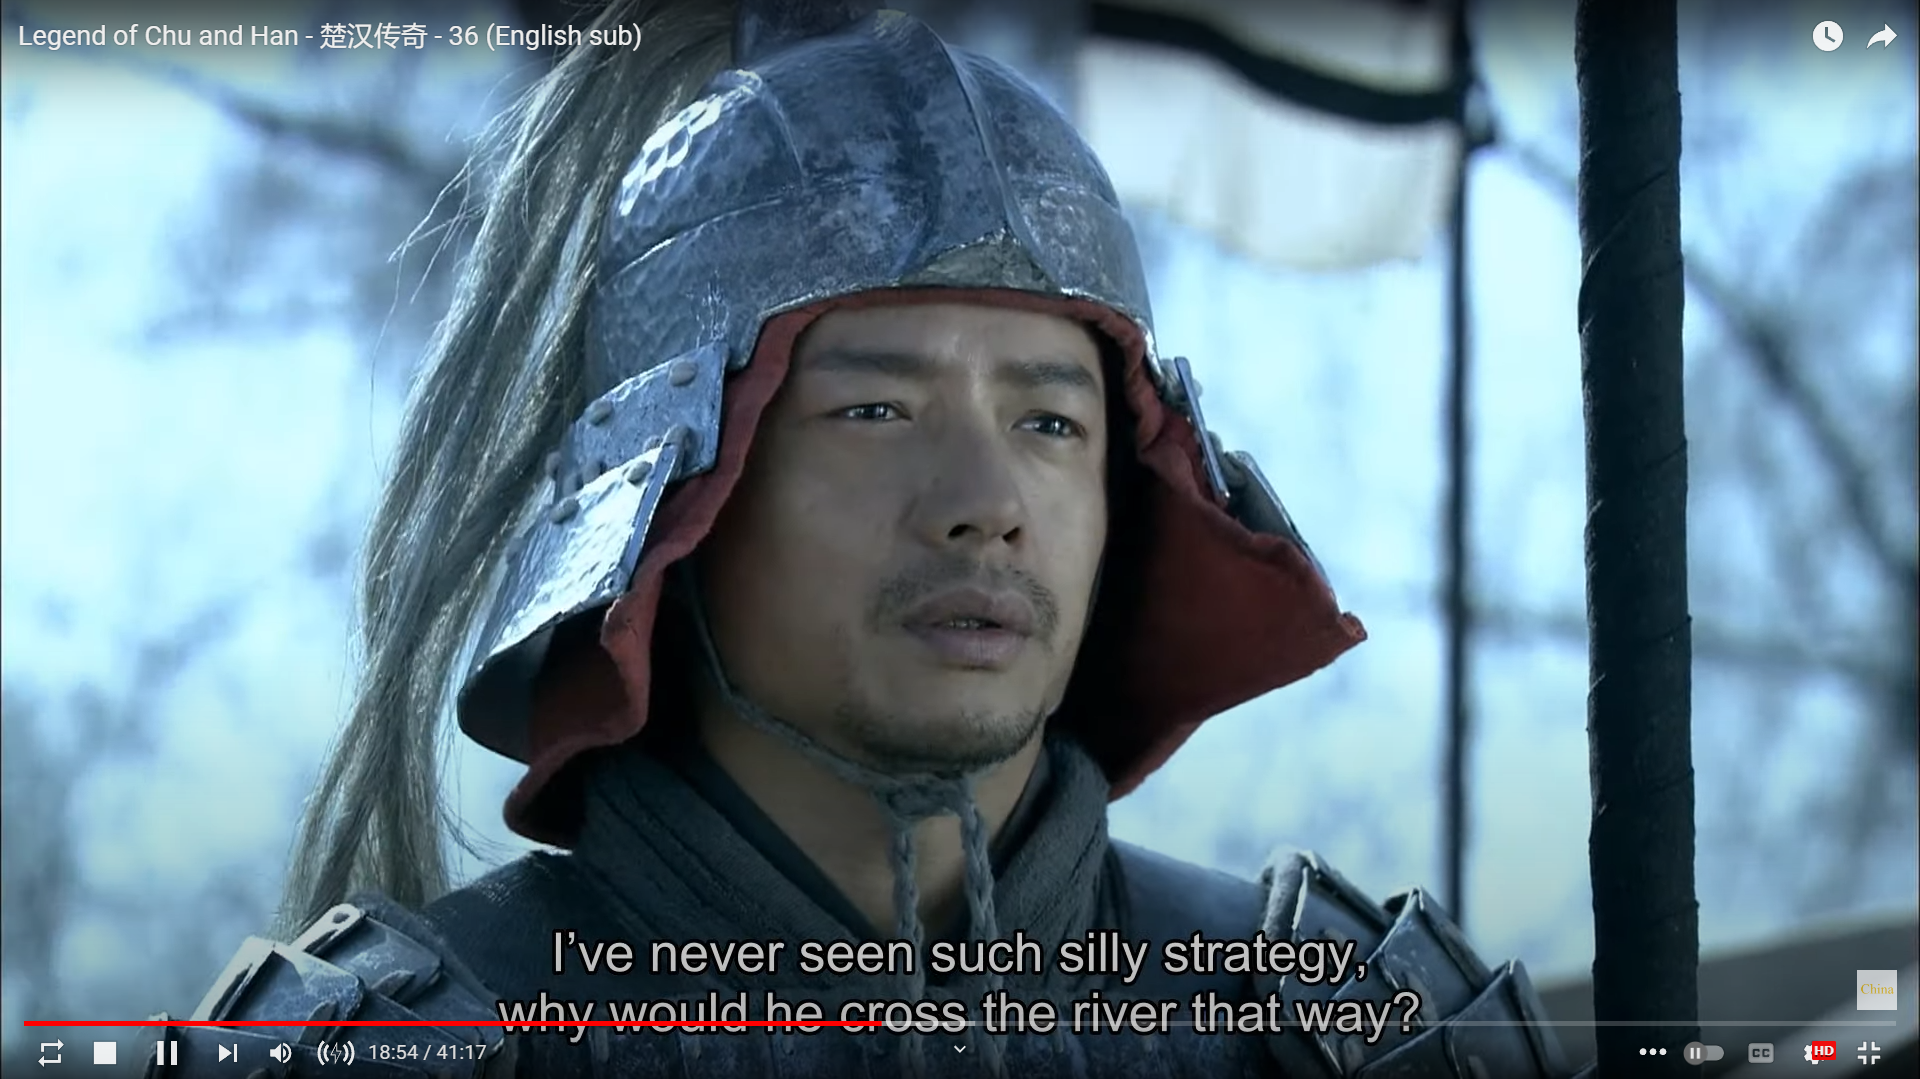 Legend of Chu and Han - 楚汉传奇 - 36 (English sub)
I've never seen such silly strategy,
why would he cross the river that way?
China
18:54 / 41:17
CC
HD